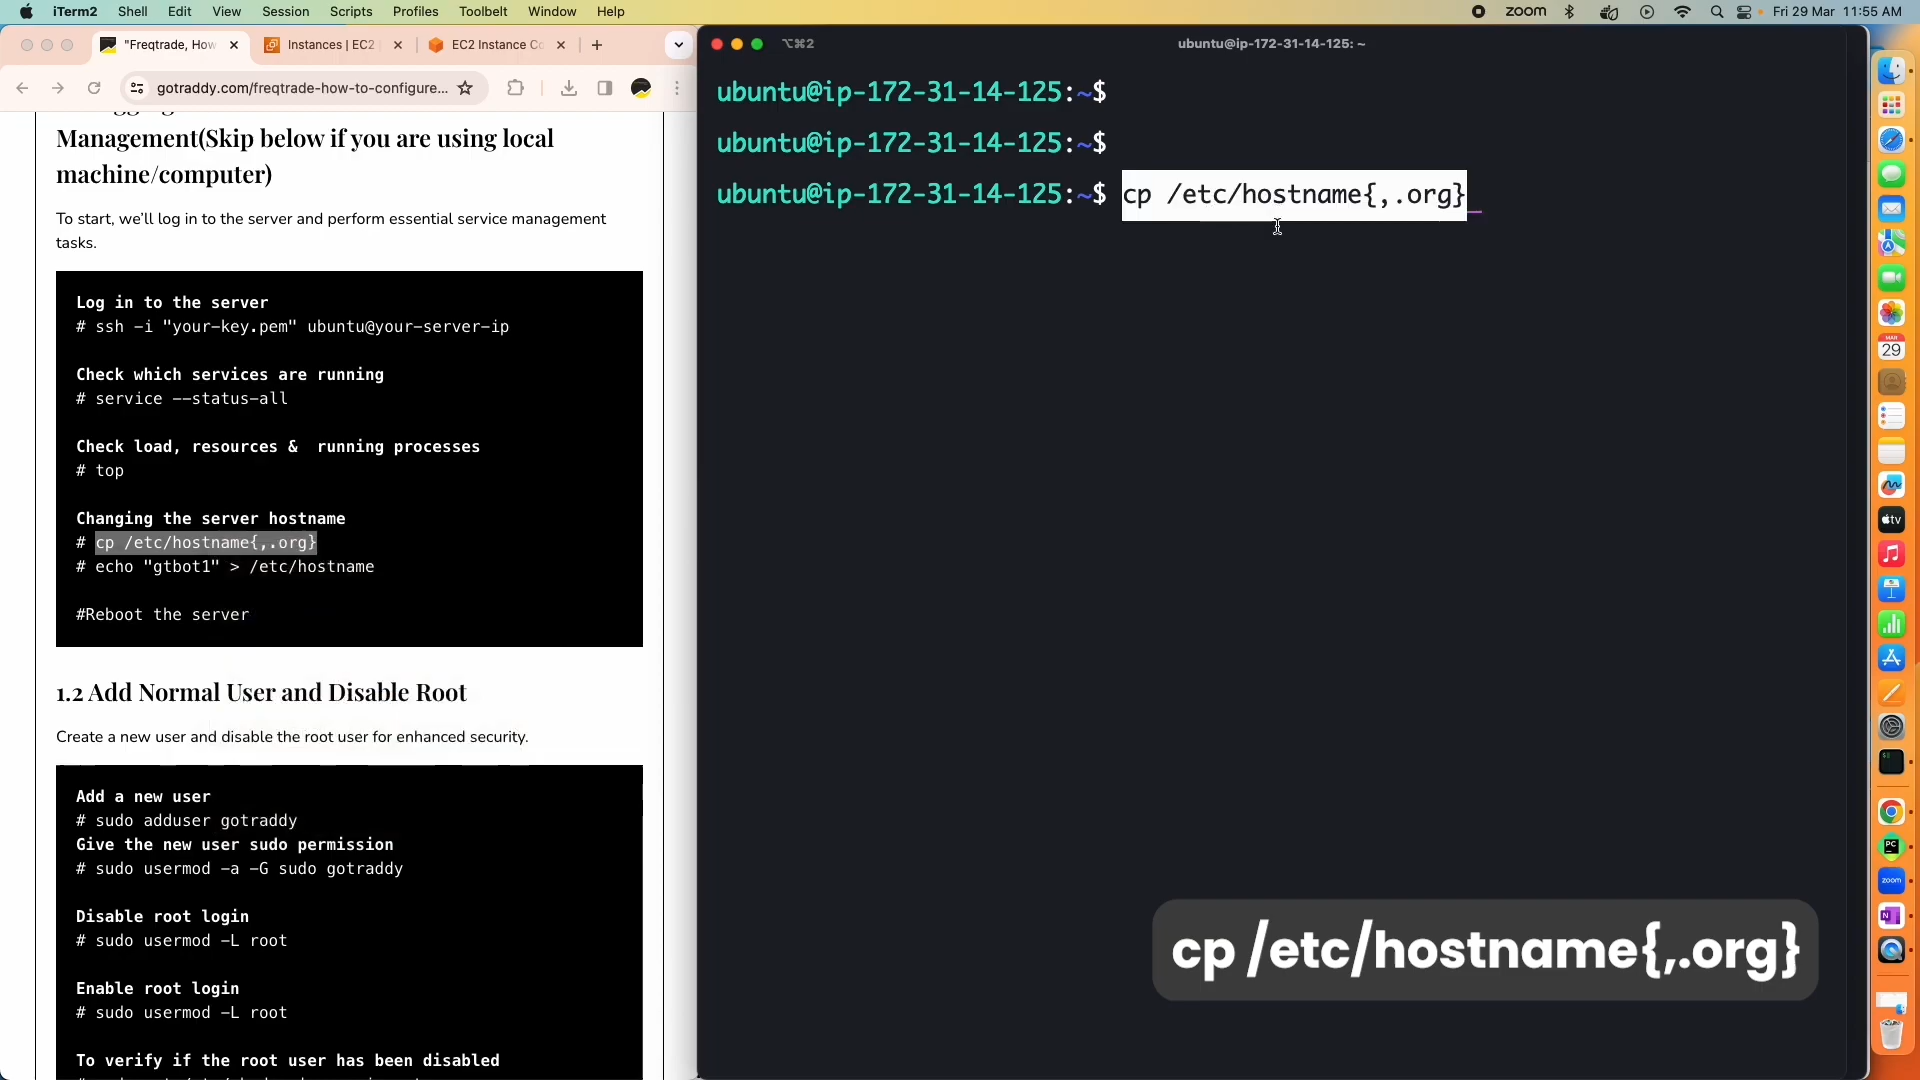 iTerm2 Shell Edit View Session Scripts Profiles Toolbelt Window Help
zoom Fri 29 Mar 11:55 AM
"Freqtrade, How
Instances | EC2
EC2 Instance Co
gotraddy.com/freqtrade-how-to-configure...
Management(Skip below if you are using local
machine/computer)
To start, we'll log in to the server and perform essential service management
tasks.
Log in to the server
# ssh -i "your-key.pem" ubuntu@your-server-ip
Check which services are running
# service --status-all
Check load, resources & running processes
# top
Changing the server hostname
# cp /etc/hostname{,.org}
# echo "gtbot1" > /etc/hostname
#Reboot the server
1.2 Add Normal User and Disable Root
Create a new user and disable the root user for enhanced security.
Add a new user
# sudo adduser gotraddy
Give the new user sudo permission
# sudo usermod -a -G sudo gotraddy
Disable root login
# sudo usermod -L root
Enable root login
# sudo usermod -L root
To verify if the root user has been disabled
⌥⌘2
ubuntu@ip-172-31-14-125: ~
ubuntu@ip-172-31-14-125:~$
ubuntu@ip-172-31-14-125:~$
ubuntu@ip-172-31-14-125:~$ cp /etc/hostname{,.org}_
cp /etc/hostname{,.org}
MAR
29
tv
PC
zoom
N